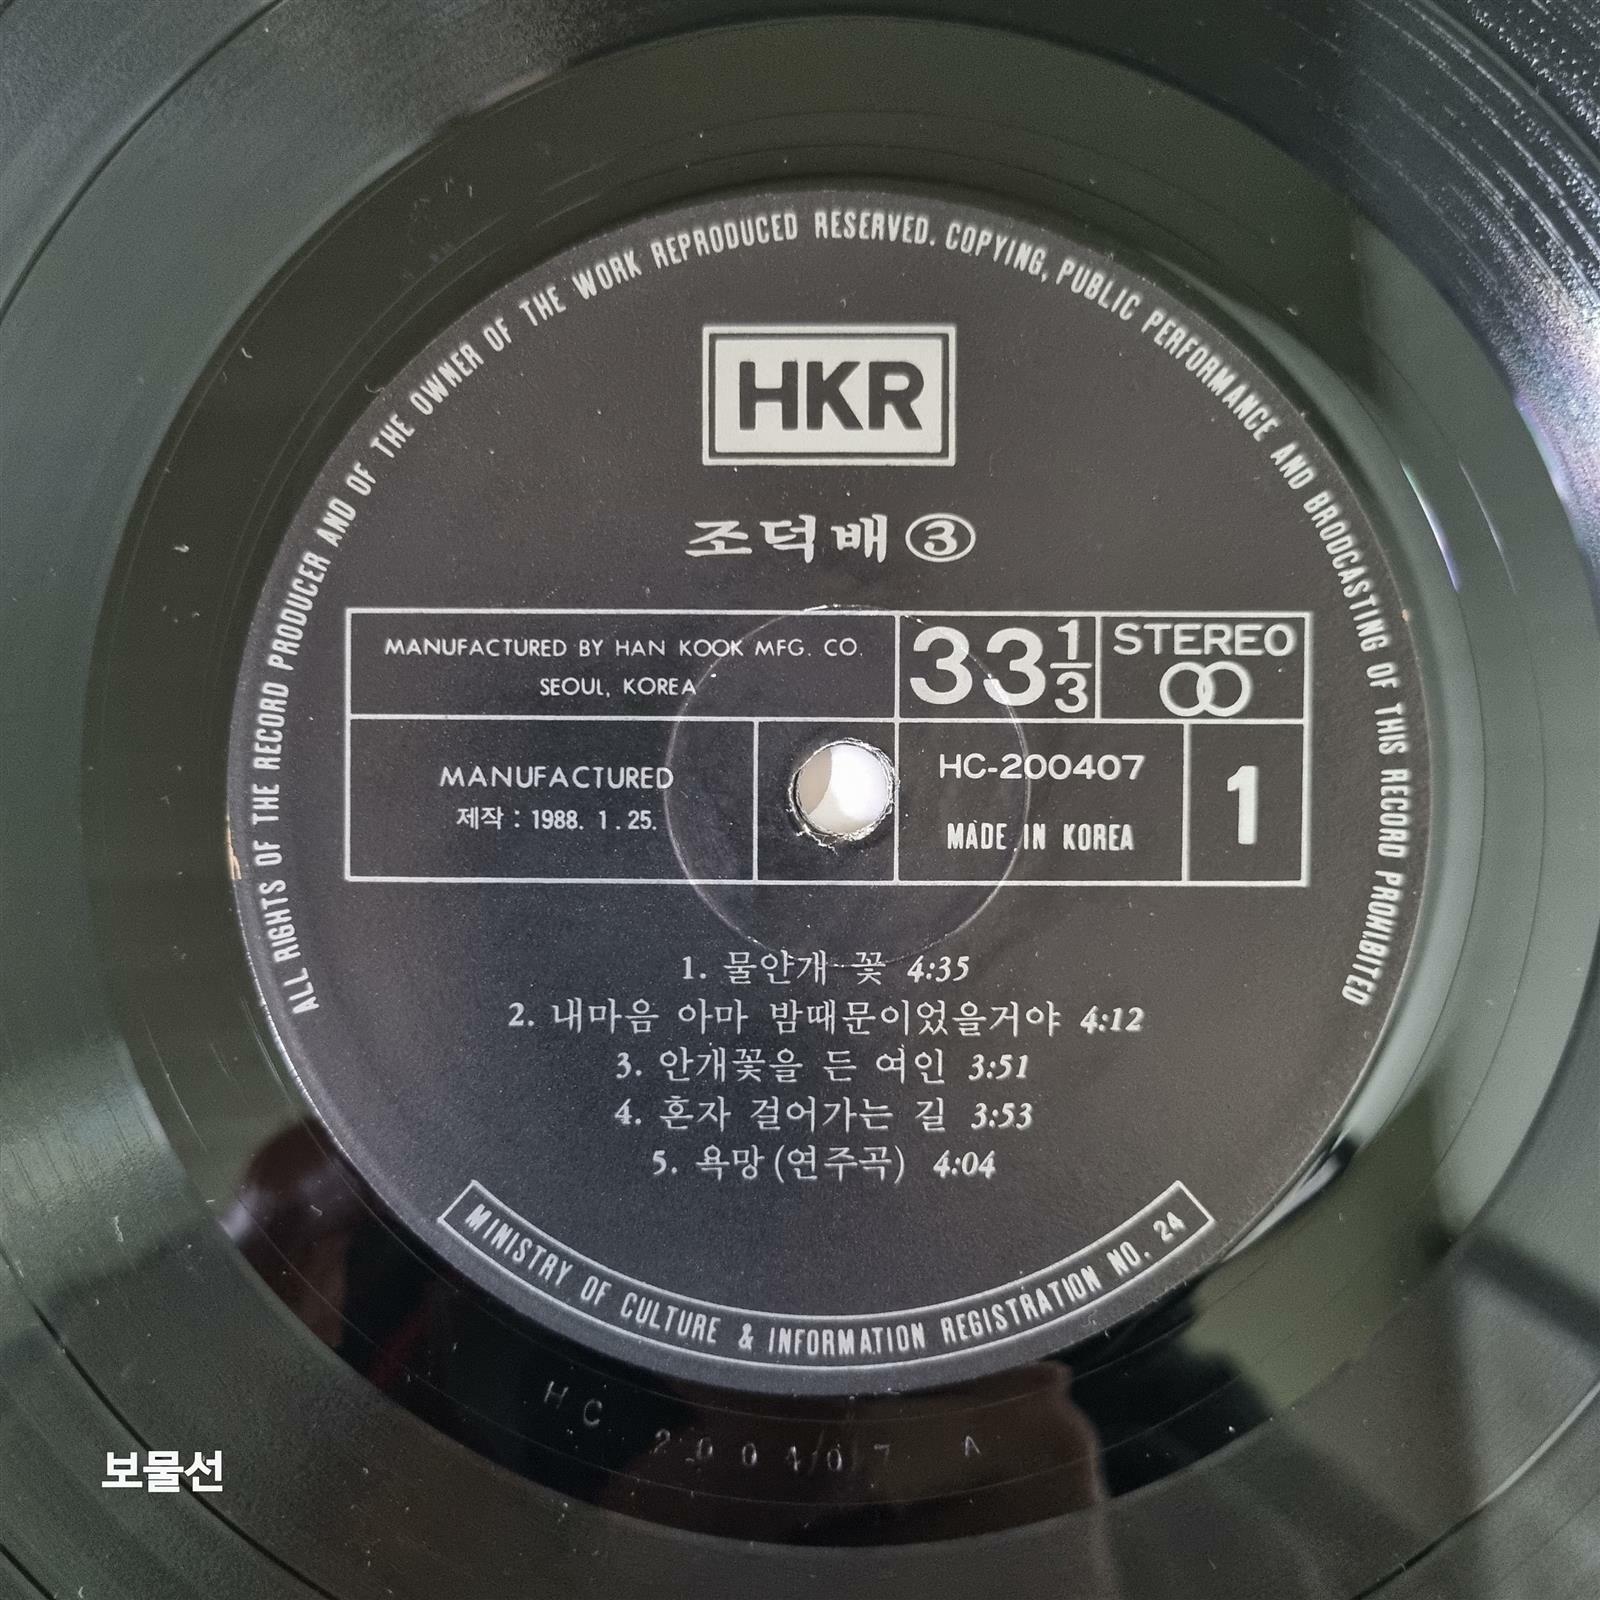 ALL RIGHTS OF THE RECORD PRODUCER AND OF THE OWNER OF THE WORK REPRODUCED RESERVED. COPYING, PUBLIC PERFORMANCE AND BRODCASTING OF THIS RECORD PROHIBITED
HKR
조덕배③
MANUFACTURED BY HAN KOOK MFG. CO.
SEOUL, KOREA
33 1/3
STEREO
MANUFACTURED
제작 : 1988. 1. 25.
HC-200407
MADE IN KOREA
1
1. 물안개 꽃 4:35
2. 내마음 아마 밤때문이었을거야 4:12
3. 안개꽃을 든 여인 3:51
4. 혼자 걸어가는 길 3:53
5. 욕망(연주곡) 4:04
MINISTRY OF CULTURE & INFORMATION REGISTRATION NO. 24
HC 200407 A
보물선